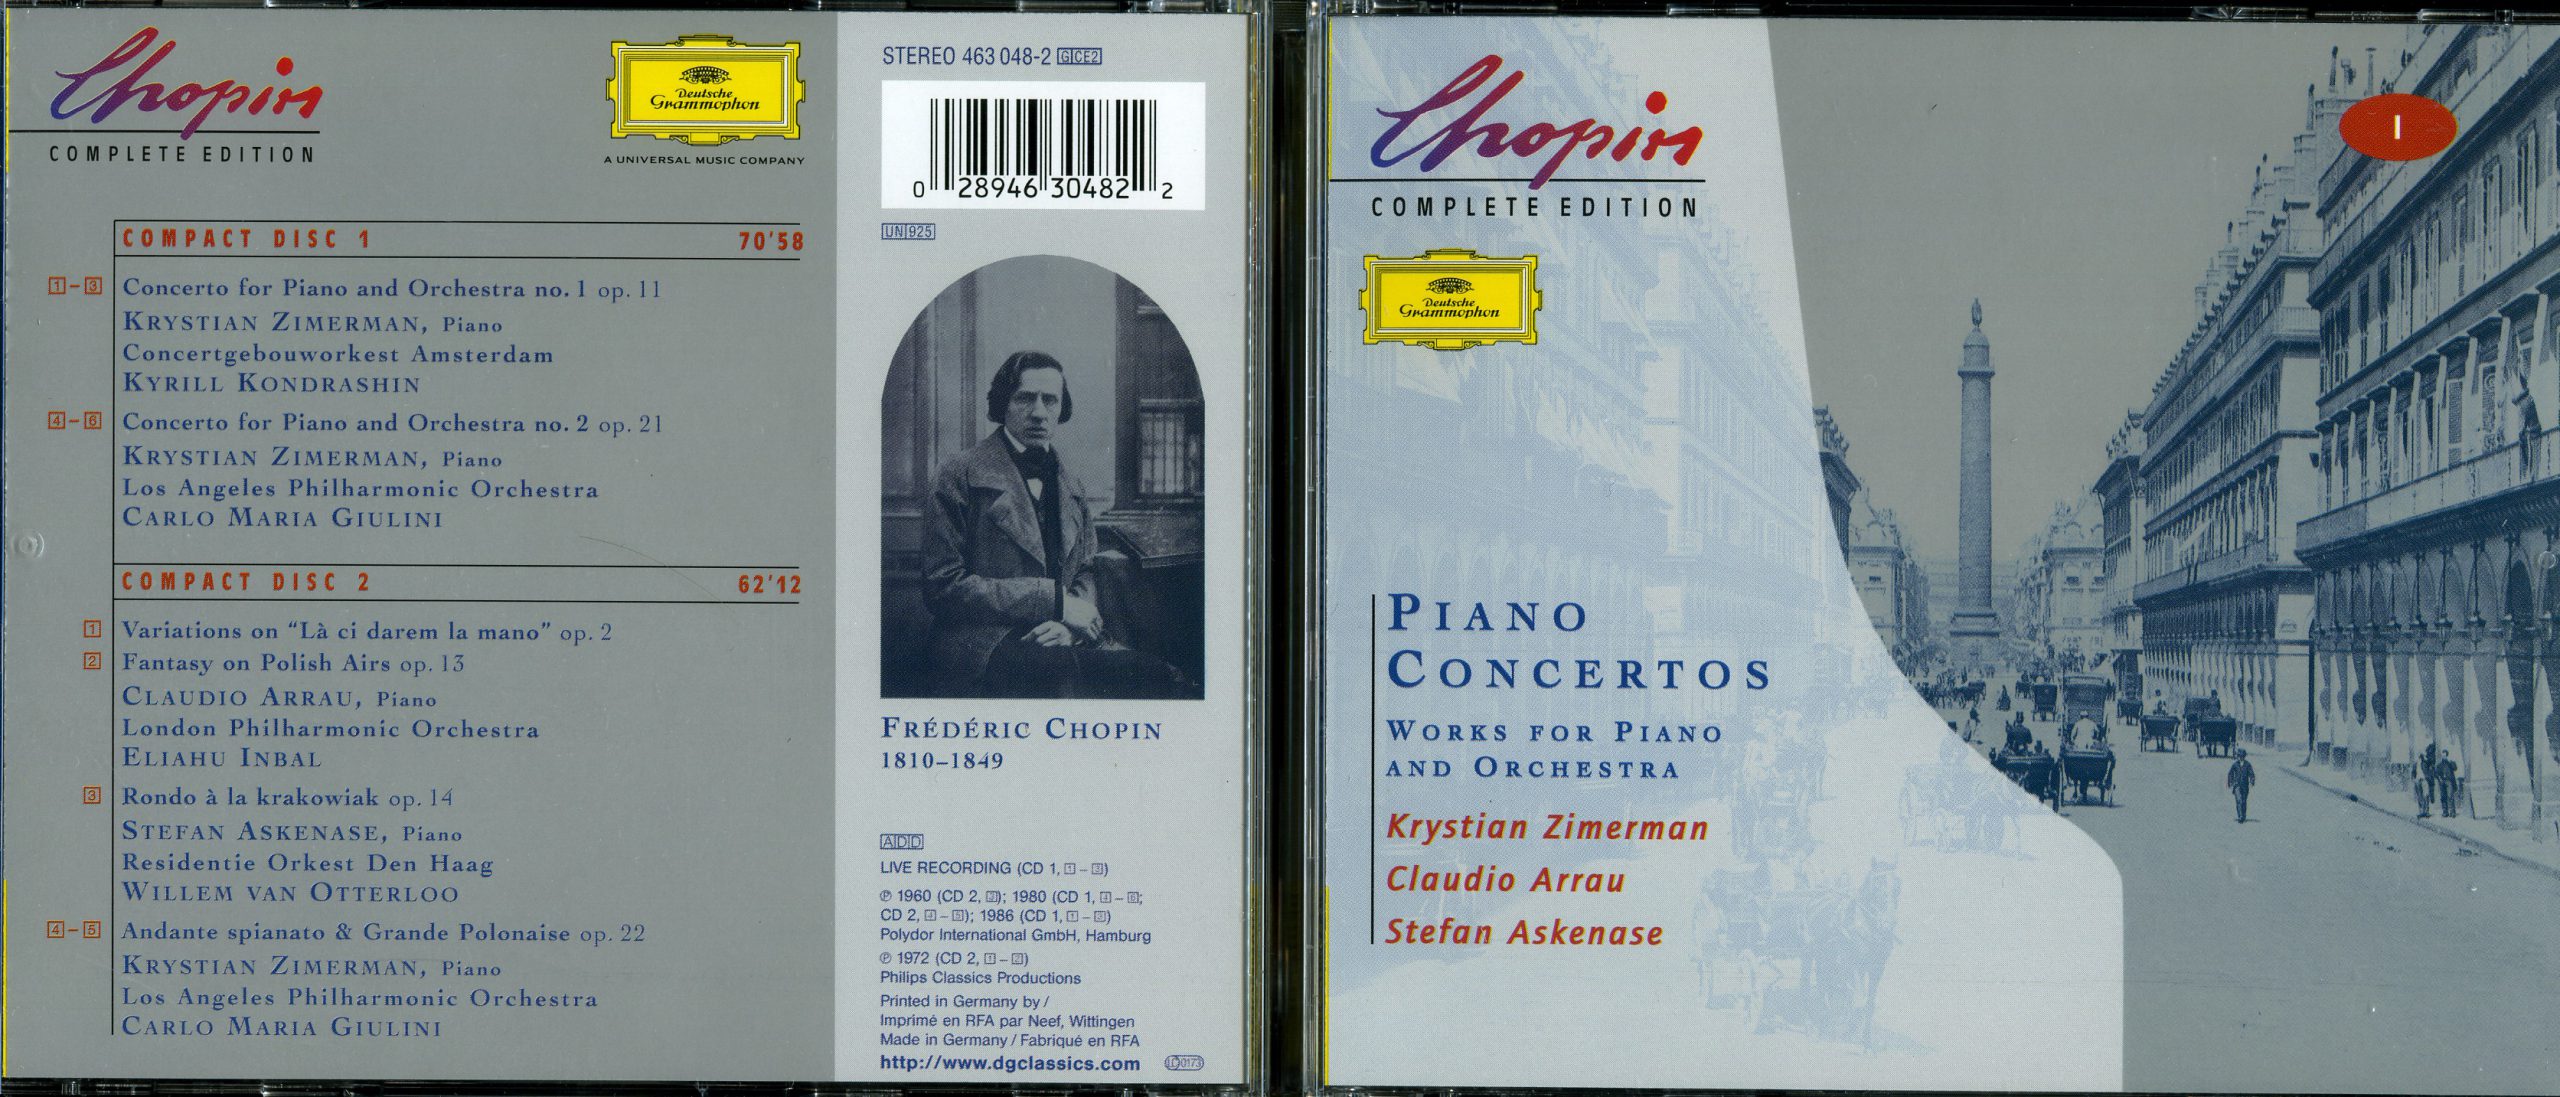 Chopin
COMPLETE EDITION
Deutsche
Grammophon
A UNIVERSAL MUSIC COMPANY
COMPACT DISC 1 70'58
1-3 Concerto for Piano and Orchestra no. 1 op. 11
KRYSTIAN ZIMERMAN, Piano
Concertgebouworkest Amsterdam
KYRILL KONDRASHIN
4-6 Concerto for Piano and Orchestra no. 2 op. 21
KRYSTIAN ZIMERMAN, Piano
Los Angeles Philharmonic Orchestra
CARLO MARIA GIULINI
COMPACT DISC 2 62'12
1 Variations on “Là ci darem la mano” op. 2
2 Fantasy on Polish Airs op. 13
CLAUDIO ARRAU, Piano
London Philharmonic Orchestra
ELIAHU INBAL
3 Rondo à la krakowiak op. 14
STEFAN ASKENASE, Piano
Residentie Orkest Den Haag
WILLEM VAN OTTERLOO
4-5 Andante spianato & Grande Polonaise op. 22
KRYSTIAN ZIMERMAN, Piano
Los Angeles Philharmonic Orchestra
CARLO MARIA GIULINI
STEREO 463 048-2 G CE2
0 28946 30482 2
UN 925
FRÉDÉRIC CHOPIN
1810–1849
ADD
LIVE RECORDING (CD 1, 1 – 3)
℗ 1960 (CD 2, 3); 1980 (CD 1, 4 – 6;
CD 2, 4 – 5); 1986 (CD 1, 1 – 3)
Polydor International GmbH, Hamburg
℗ 1972 (CD 2, 1 – 2)
Philips Classics Productions
Printed in Germany by /
Imprimé en RFA par Neef, Wittingen
Made in Germany / Fabriqué en RFA
http://www.dgclassics.com
Chopin
COMPLETE EDITION
Deutsche
Grammophon
I
PIANO
CONCERTOS
WORKS FOR PIANO
AND ORCHESTRA
Krystian Zimerman
Claudio Arrau
Stefan Askenase